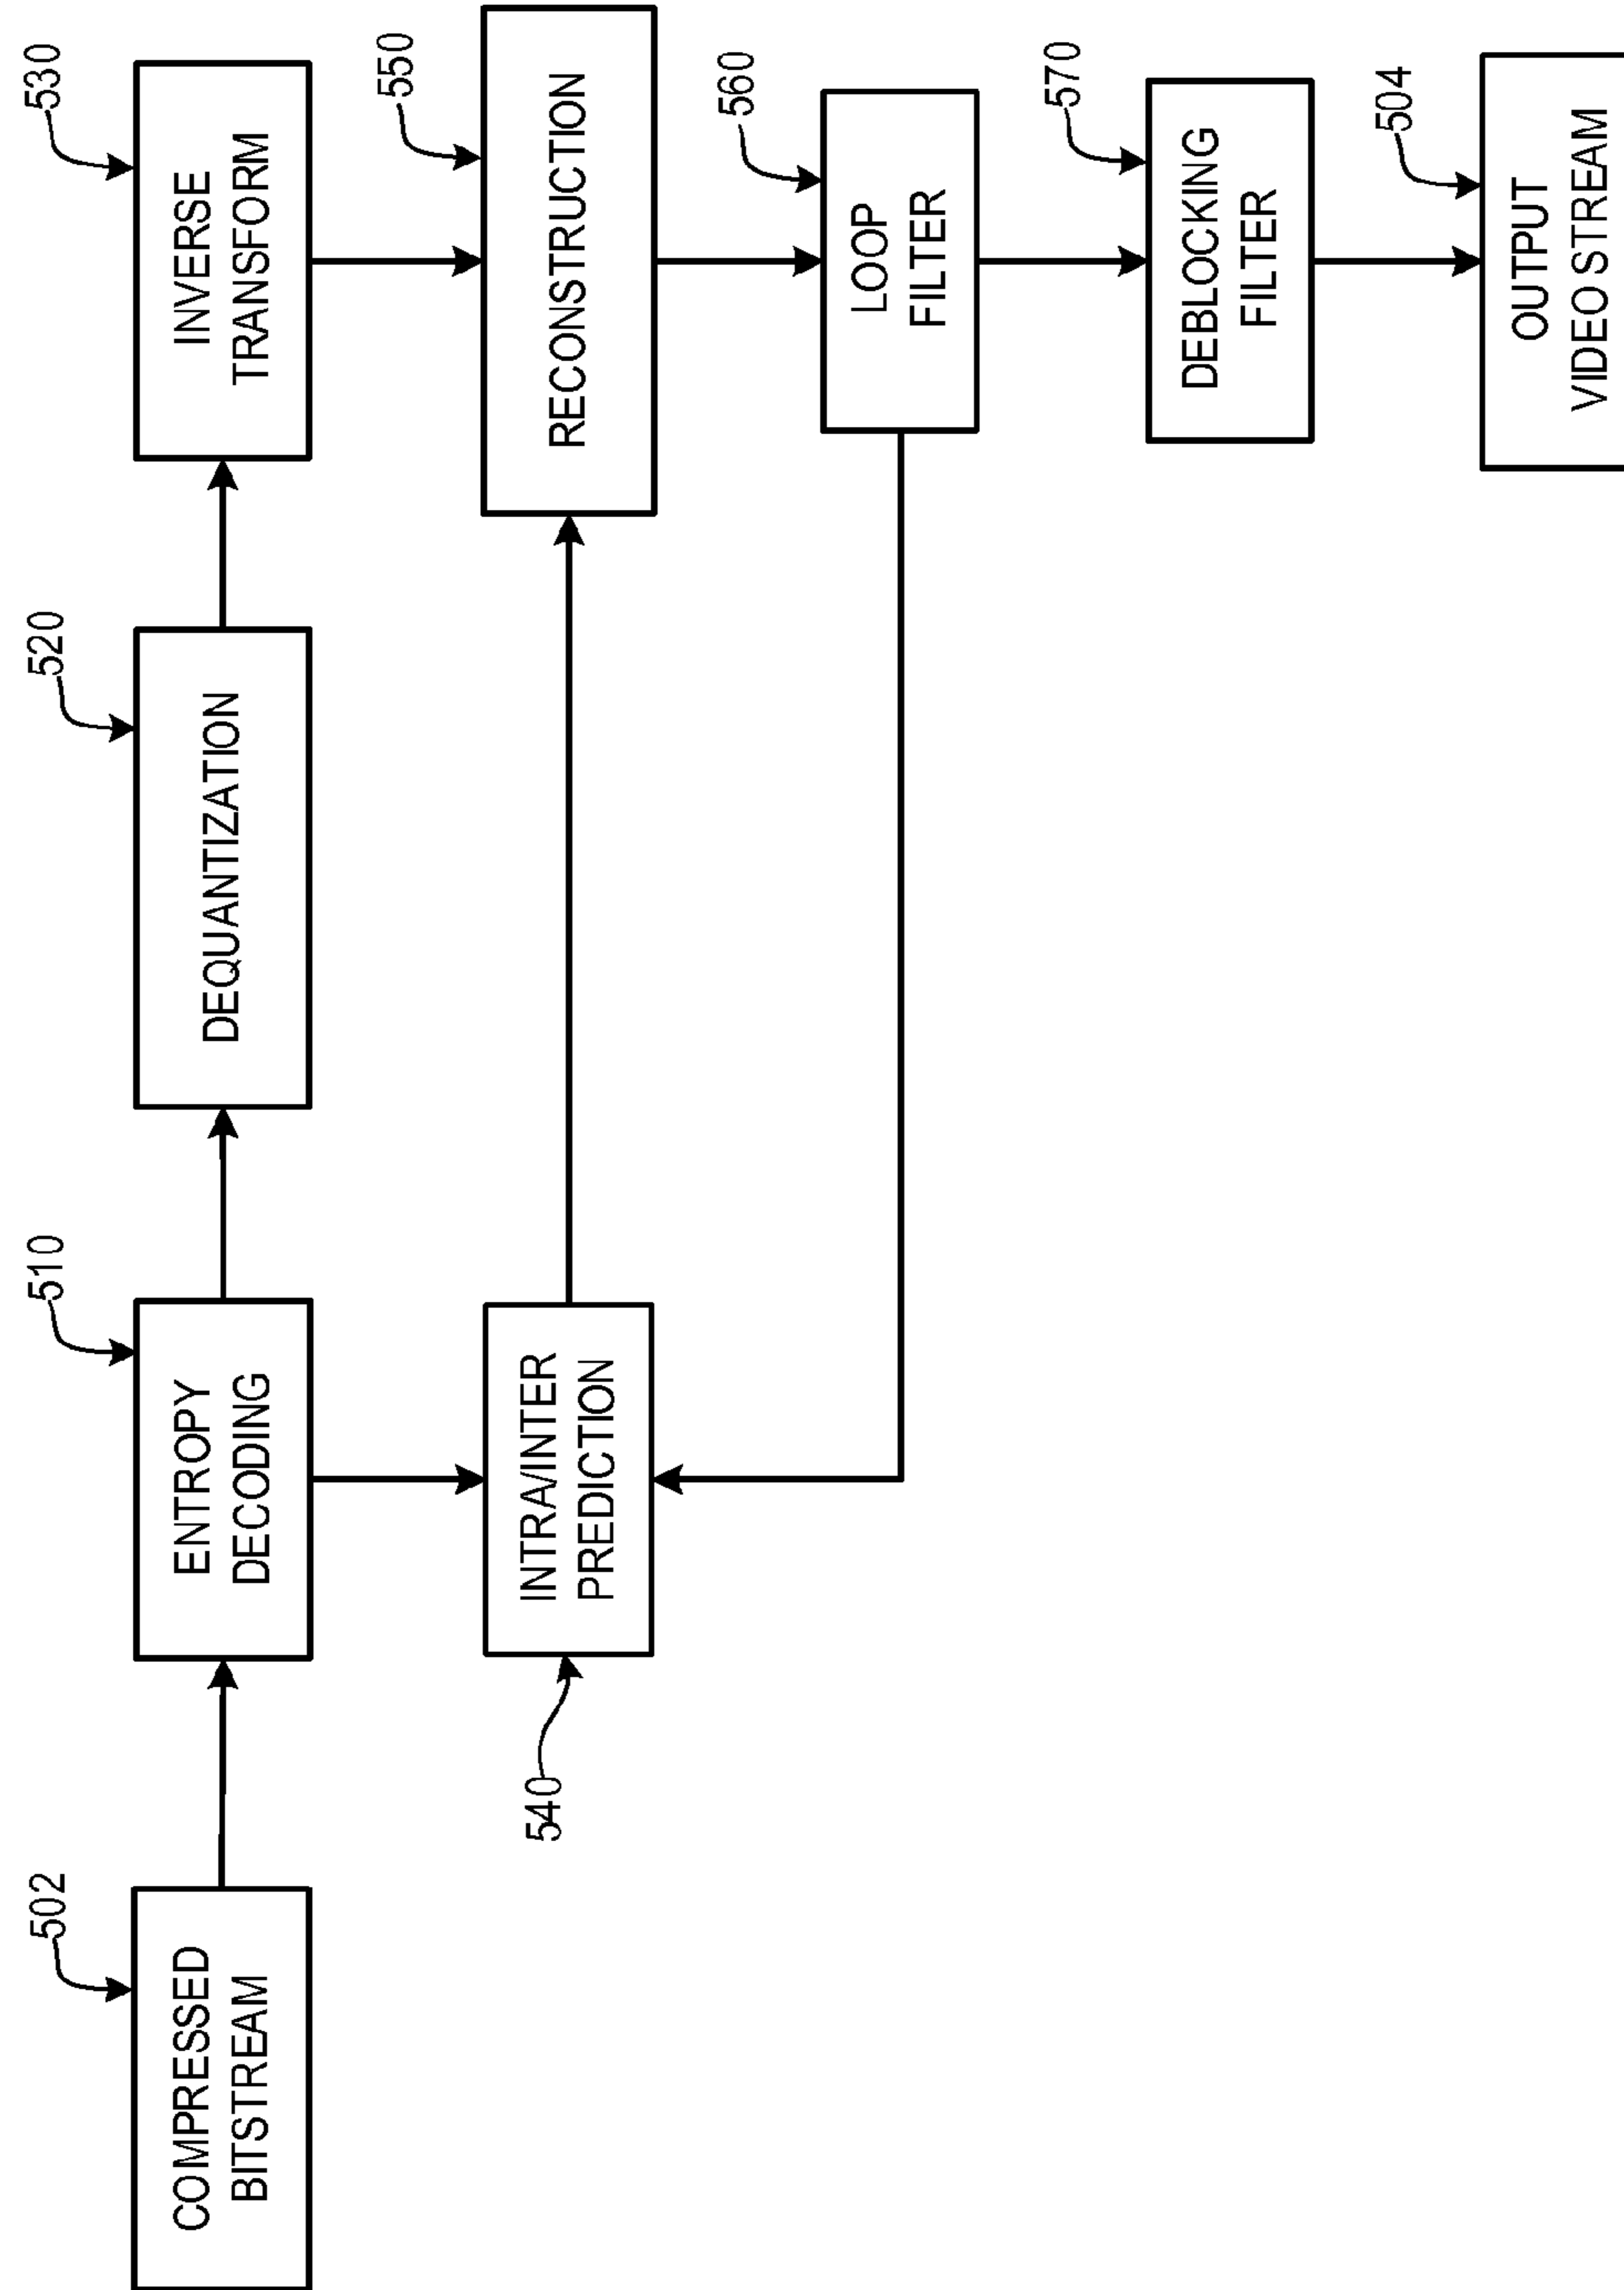 502
COMPRESSED
BITSTREAM
510
ENTROPY
DECODING
520
DEQUANTIZATION
530
INVERSE
TRANSFORM
540
INTRA/INTER
PREDICTION
550
RECONSTRUCTION
560
LOOP
FILTER
570
DEBLOCKING
FILTER
504
OUTPUT
VIDEO STREAM